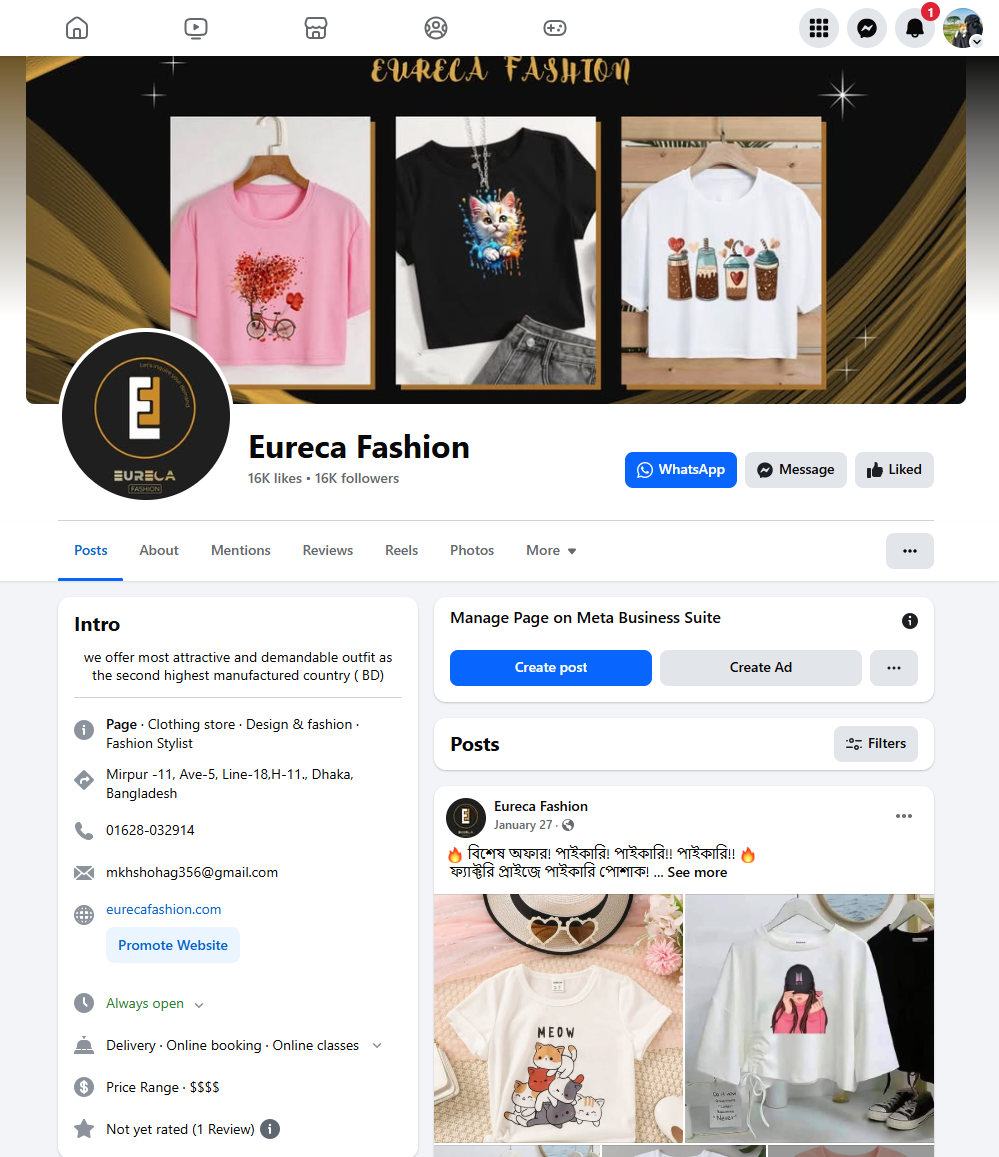 1
EURECA FASHION
Let's inspire your demand
EURECA
FASHION
Eureca Fashion
16K likes • 16K followers
WhatsApp
Message
Liked
Posts
About
Mentions
Reviews
Reels
Photos
More
Intro
we offer most attractive and demandable outfit as
the second highest manufactured country ( BD)
Page · Clothing store · Design & fashion ·
Fashion Stylist
Mirpur -11, Ave-5, Line-18,H-11., Dhaka,
Bangladesh
01628-032914
mkhshohag356@gmail.com
eurecafashion.com
Promote Website
Always open
Delivery · Online booking · Online classes
Price Range · $$$$
Not yet rated (1 Review)
Manage Page on Meta Business Suite
Create post
Create Ad
Posts
Filters
Eureca Fashion
January 27 ·
🔥 বিশেষ অফার! পাইকারি! পাইকারি!! পাইকারি!! 🔥
ফ্যাক্টরি প্রাইজে পাইকারি পোশাক! ... See more
MEOW